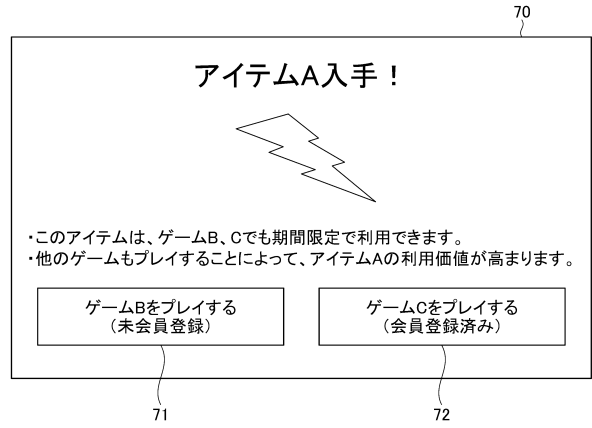 70
アイテムA入手！
・このアイテムは、ゲームB、Cでも期間限定で利用できます。
・他のゲームもプレイすることによって、アイテムAの利用価値が高まります。
ゲームBをプレイする
（未会員登録）
ゲームCをプレイする
（会員登録済み）
71
72